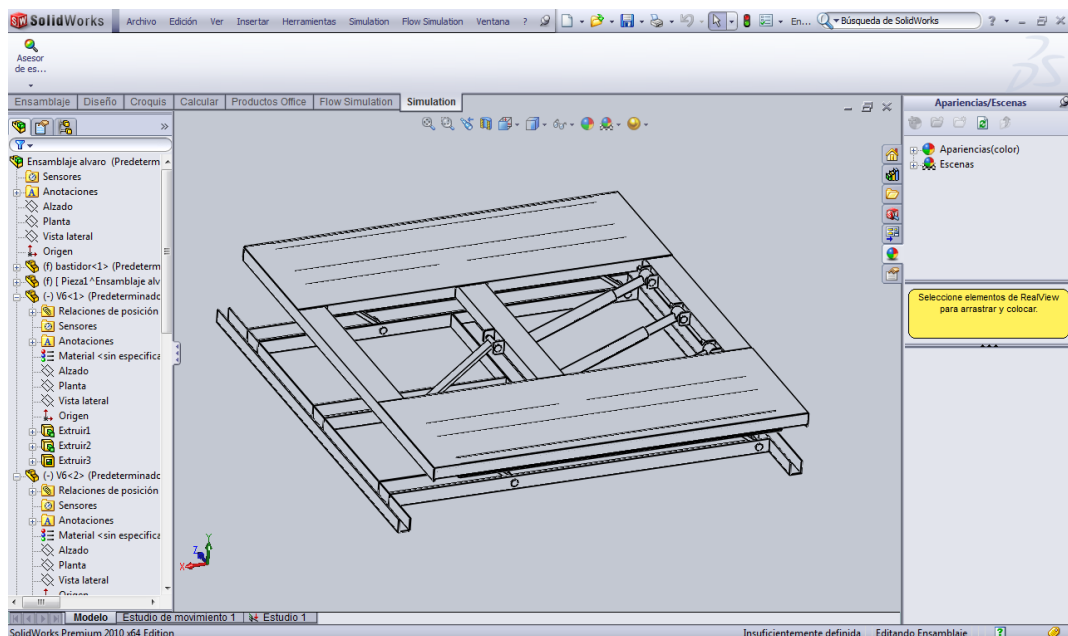 SolidWorks Archivo Edición Ver Insertar Herramientas Simulation Flow Simulation Ventana ? En... Búsqueda de SolidWorks ?
Asesor
de es...
Ensamblaje Diseño Croquis Calcular Productos Office Flow Simulation Simulation
Apariencias/Escenas
Ensamblaje alvaro (Predeterm
Sensores
Anotaciones
Alzado
Planta
Vista lateral
Origen
(f) bastidor<1> (Predeterm
(f) [ Pieza1^Ensamblaje alv
(-) V6<1> (Predeterminado
Relaciones de posición
Sensores
Anotaciones
Material <sin especifica
Alzado
Planta
Vista lateral
Origen
Extruir1
Extruir2
Extruir3
(-) V6<2> (Predeterminado
Relaciones de posición
Sensores
Anotaciones
Material <sin especifica
Alzado
Planta
Vista lateral
Origen
Apariencias(color)
Escenas
Seleccione elementos de RealView
para arrastrar y colocar.
Y
Z
X
Modelo Estudio de movimiento 1 Estudio 1
SolidWorks Premium 2010 x64 Edition Insuficientemente definida Editando Ensamblaje